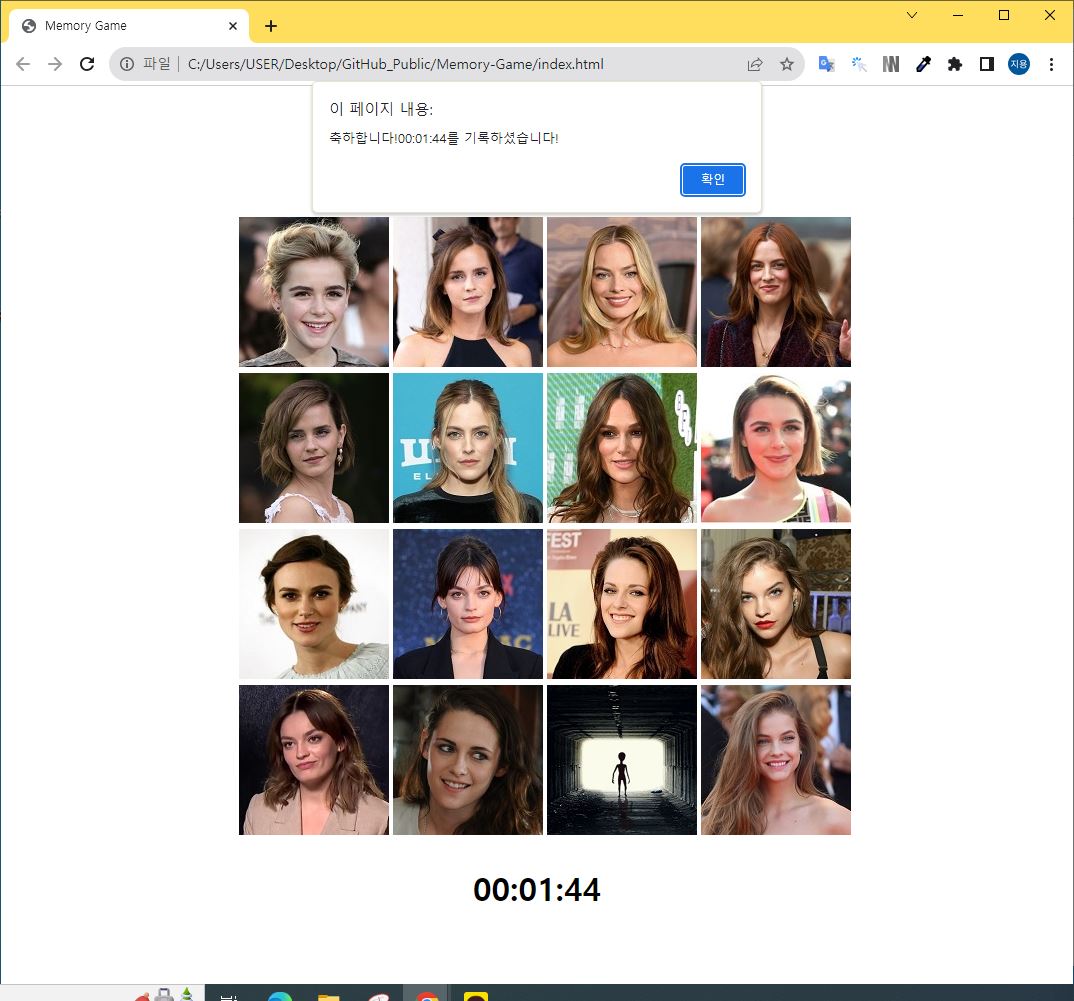 Memory Game
파일 | C:/Users/USER/Desktop/GitHub_Public/Memory-Game/index.html
지용
이 페이지 내용:
축하합니다!00:01:44를 기록하셨습니다!
확인
FEST
LA
LIVE
00:01:44